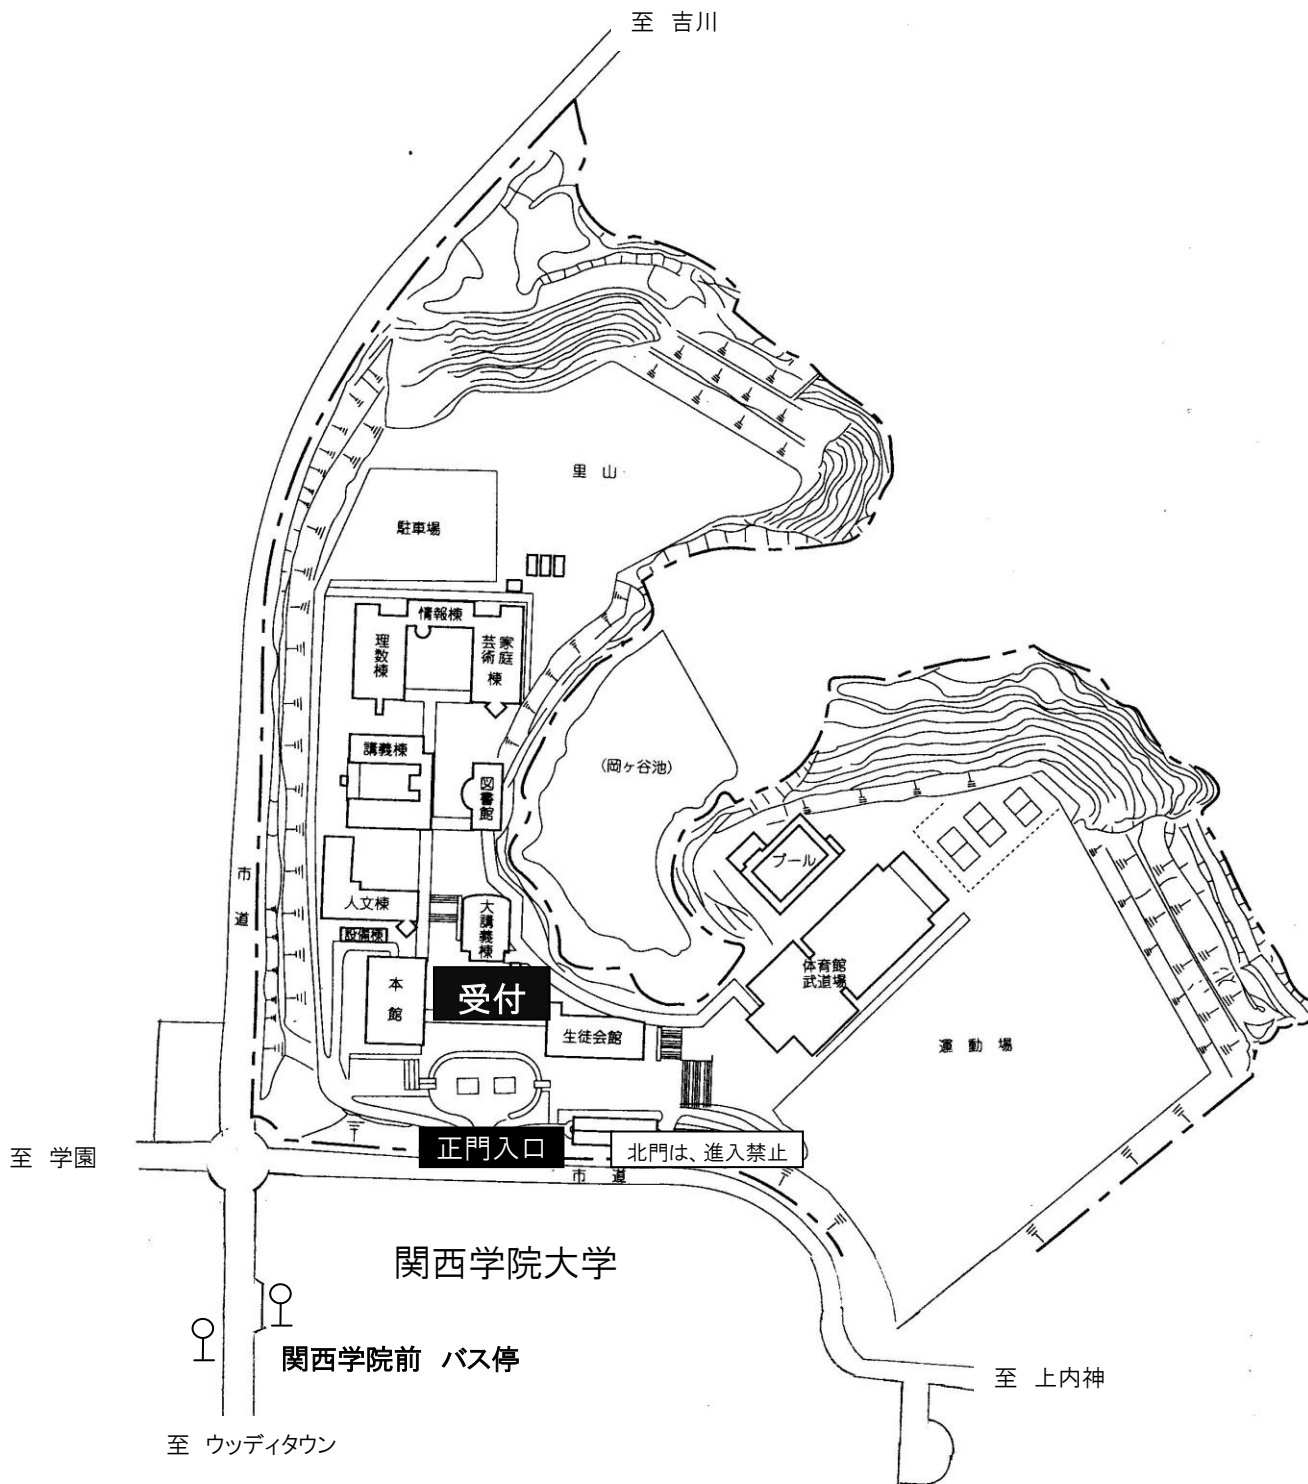 至　吉川
里　山
駐車場
情報棟
理数棟
家庭
芸術
棟
講義棟
図書館
(岡ヶ谷池)
プール
市
道
人文棟
大講義棟
設備棟
体育館
武道場
本
館
受付
生徒会館
運　動　場
正門入口
北門は、進入禁止
至　学園
市　道
関西学院大学
関西学院前　バス停
至　上内神
至　ウッディタウン